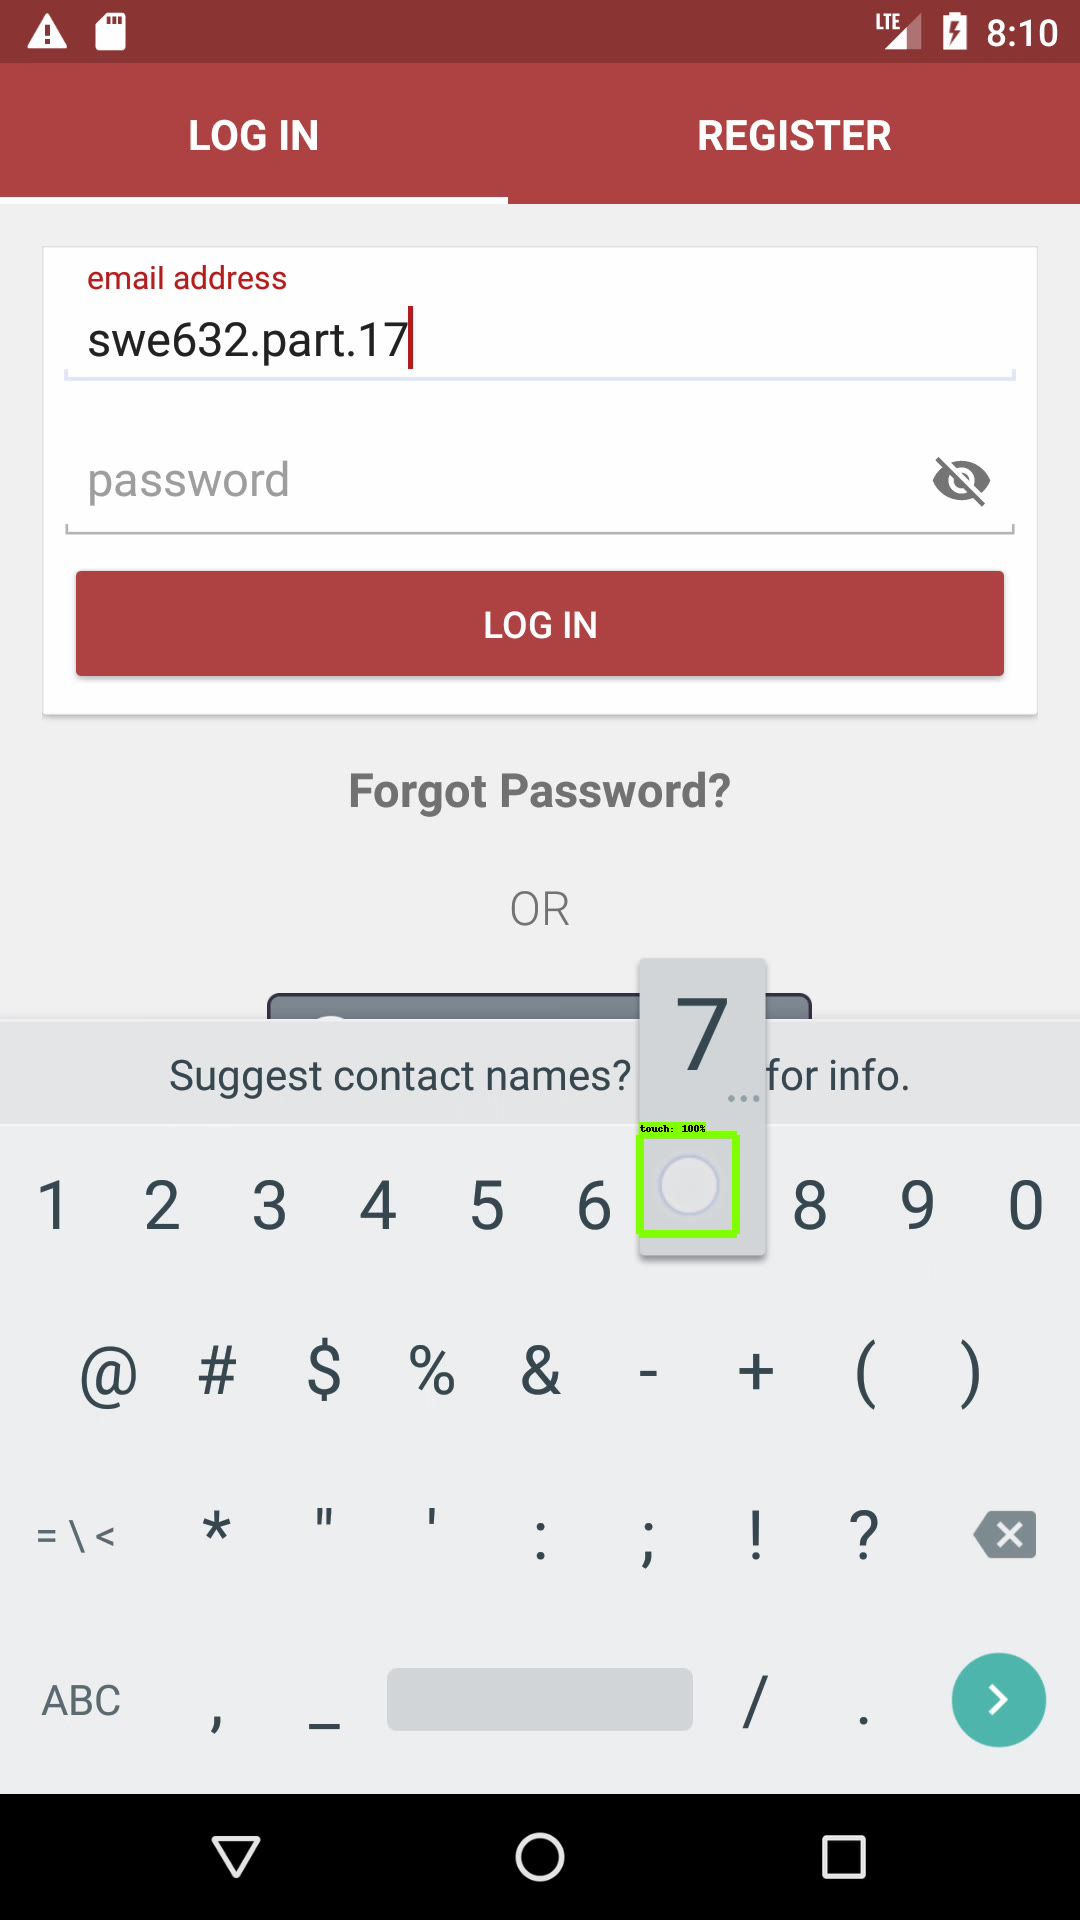 LTE 8:10
LOG IN REGISTER
email address
swe632.part.17
password
LOG IN
Forgot Password?
OR
7
Suggest contact names? for info.
touch: 100%
1 2 3 4 5 6 8 9 0
@ # $ % & - + ( )
= \ < * " ' : ; ! ?
ABC , _ / .